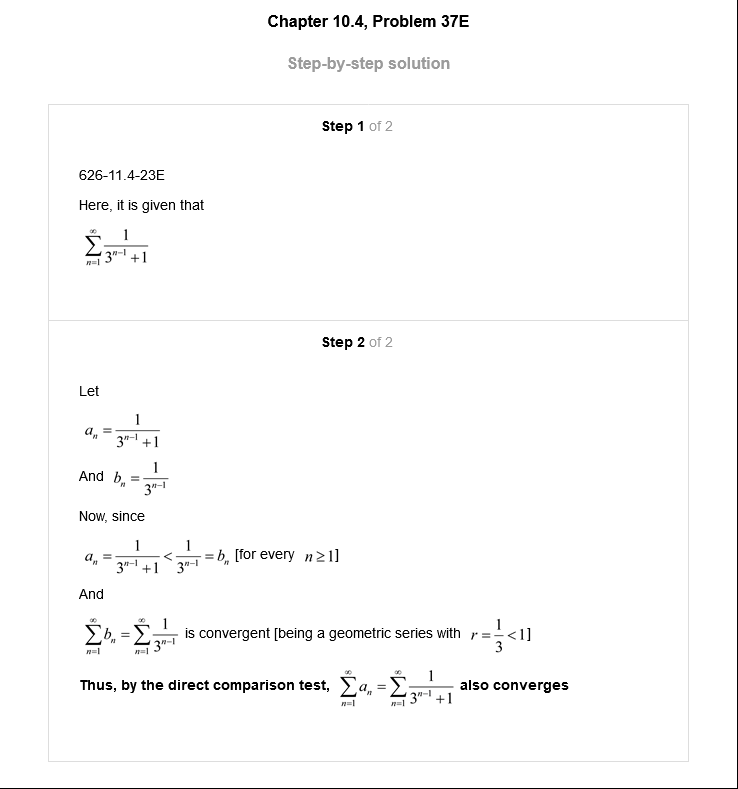 Chapter 10.4, Problem 37E
Step-by-step solution
Step 1 of 2
626-11.4-23E
Here, it is given that
$\sum_{n=1}^{\infty} \frac{1}{3^{n-1}+1}$
Step 2 of 2
Let
$a_n = \frac{1}{3^{n-1}+1}$
And $b_n = \frac{1}{3^{n-1}}$
Now, since
$a_n = \frac{1}{3^{n-1}+1} < \frac{1}{3^{n-1}} = b_n$ [for every $n \geq 1$]
And
$\sum_{n=1}^{\infty} b_n = \sum_{n=1}^{\infty} \frac{1}{3^{n-1}}$ is convergent [being a geometric series with $r = \frac{1}{3} < 1$]
Thus, by the direct comparison test, $\sum_{n=1}^{\infty} a_n = \sum_{n=1}^{\infty} \frac{1}{3^{n-1}+1}$ also converges